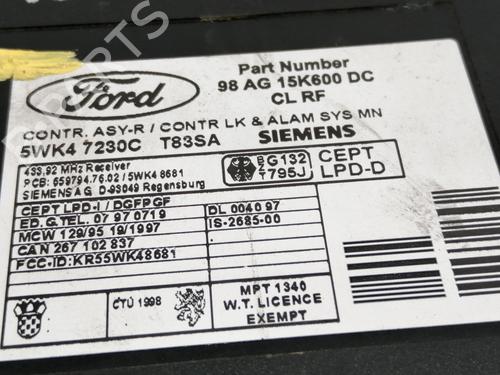 Ford
Part Number
98 AG 15K600 DC
CL RF
CONTR. ASY-R / CONTR LK & ALAM SYS MN
5WK4 7230C T83SA SIEMENS
433,92 MHz Receiver
PCB: 659794.76.02 / 5WK4 8681
SIEMENS AG D-93049 Regensburg
BG132
T795J
CEPT
LPD-D
CEPT LPD-I / DGFPGF
ED.G.TEL. 07 97 0719
MCW 129/95 19/1997
CAN 267 102 837
FCC-ID: KR55WK48681
DL 0040 97
IS-2685-00
ČTÚ 1998
MPT 1340
W.T. LICENCE
EXEMPT